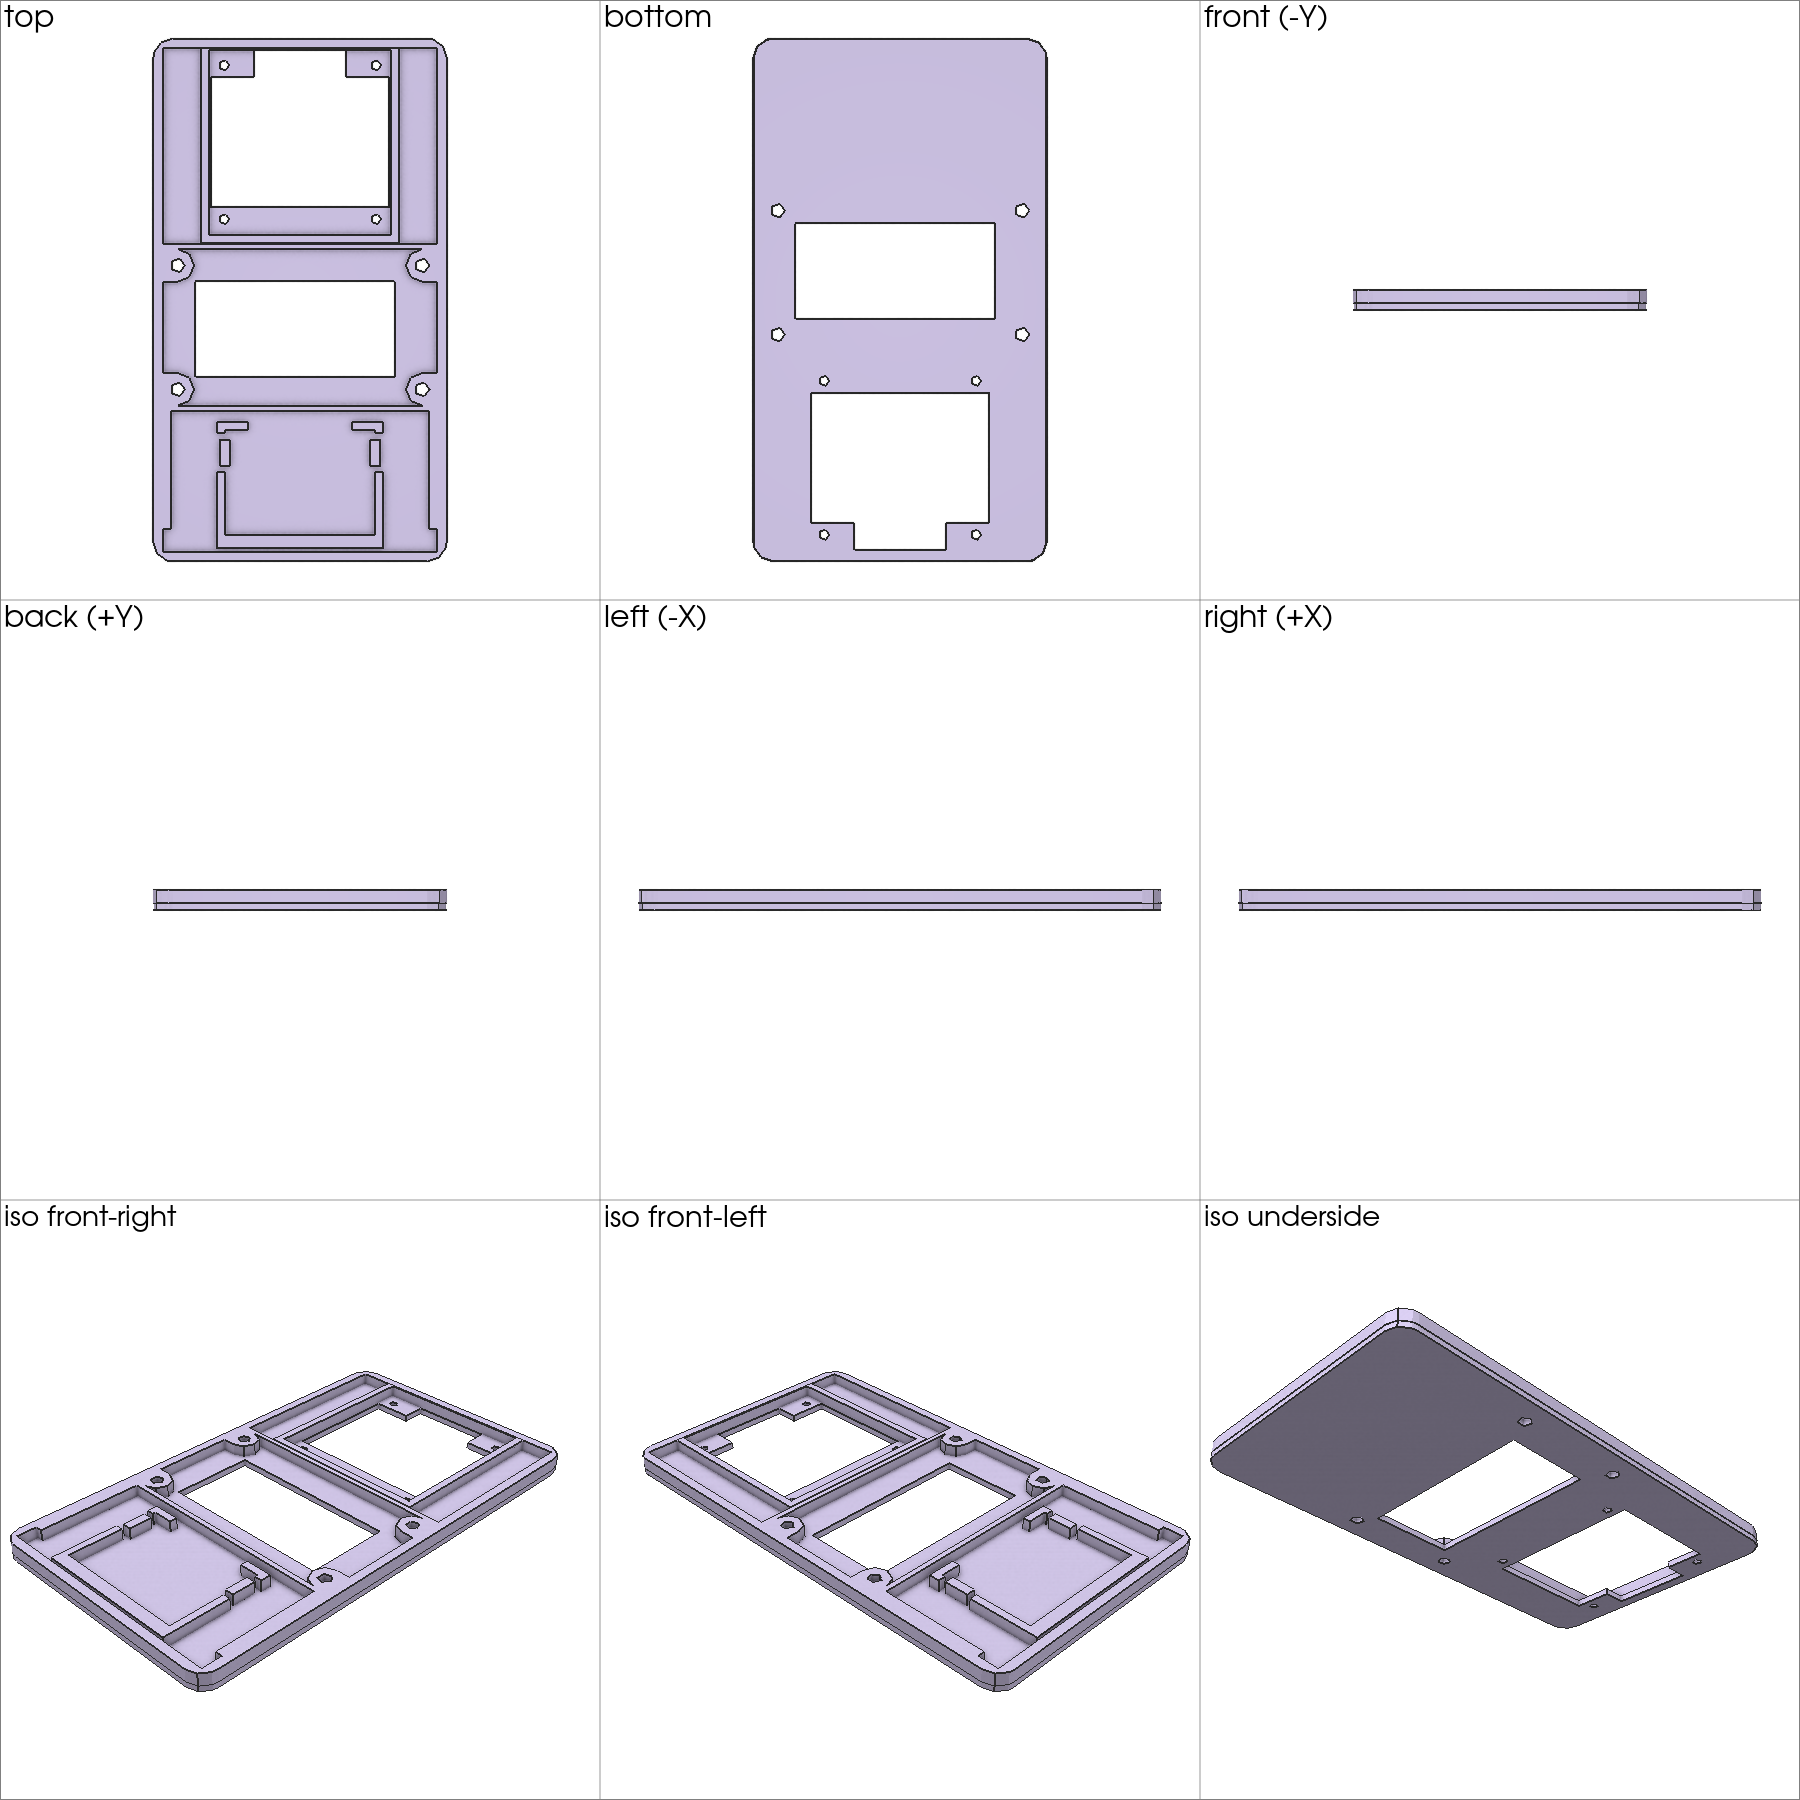 top
bottom
front (-Y)
back (+Y)
left (-X)
right (+X)
iso front-right
iso front-left
iso underside